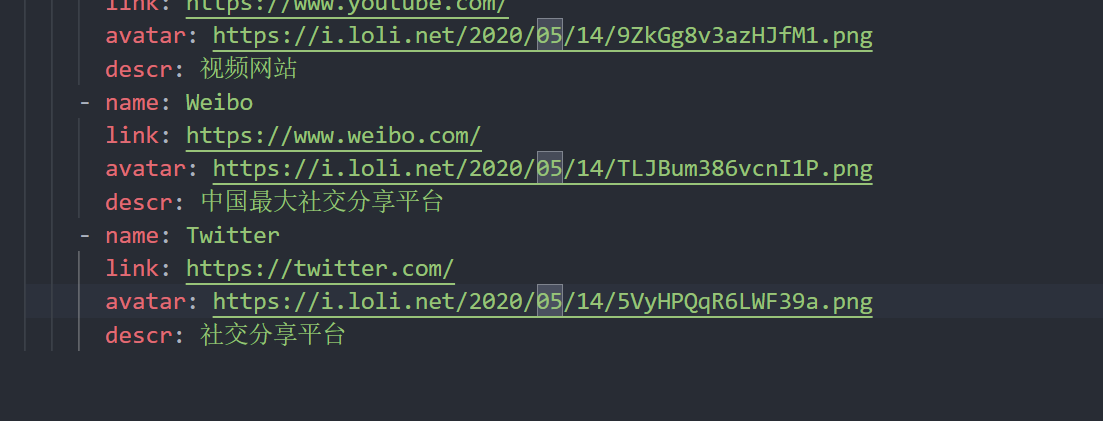 link: https://www.youtube.com/
avatar: https://i.loli.net/2020/05/14/9ZkGg8v3azHJfM1.png
descr: 视频网站
- name: Weibo
link: https://www.weibo.com/
avatar: https://i.loli.net/2020/05/14/TLJBum386vcnI1P.png
descr: 中国最大社交分享平台
- name: Twitter
link: https://twitter.com/
avatar: https://i.loli.net/2020/05/14/5VyHPQqR6LWF39a.png
descr: 社交分享平台